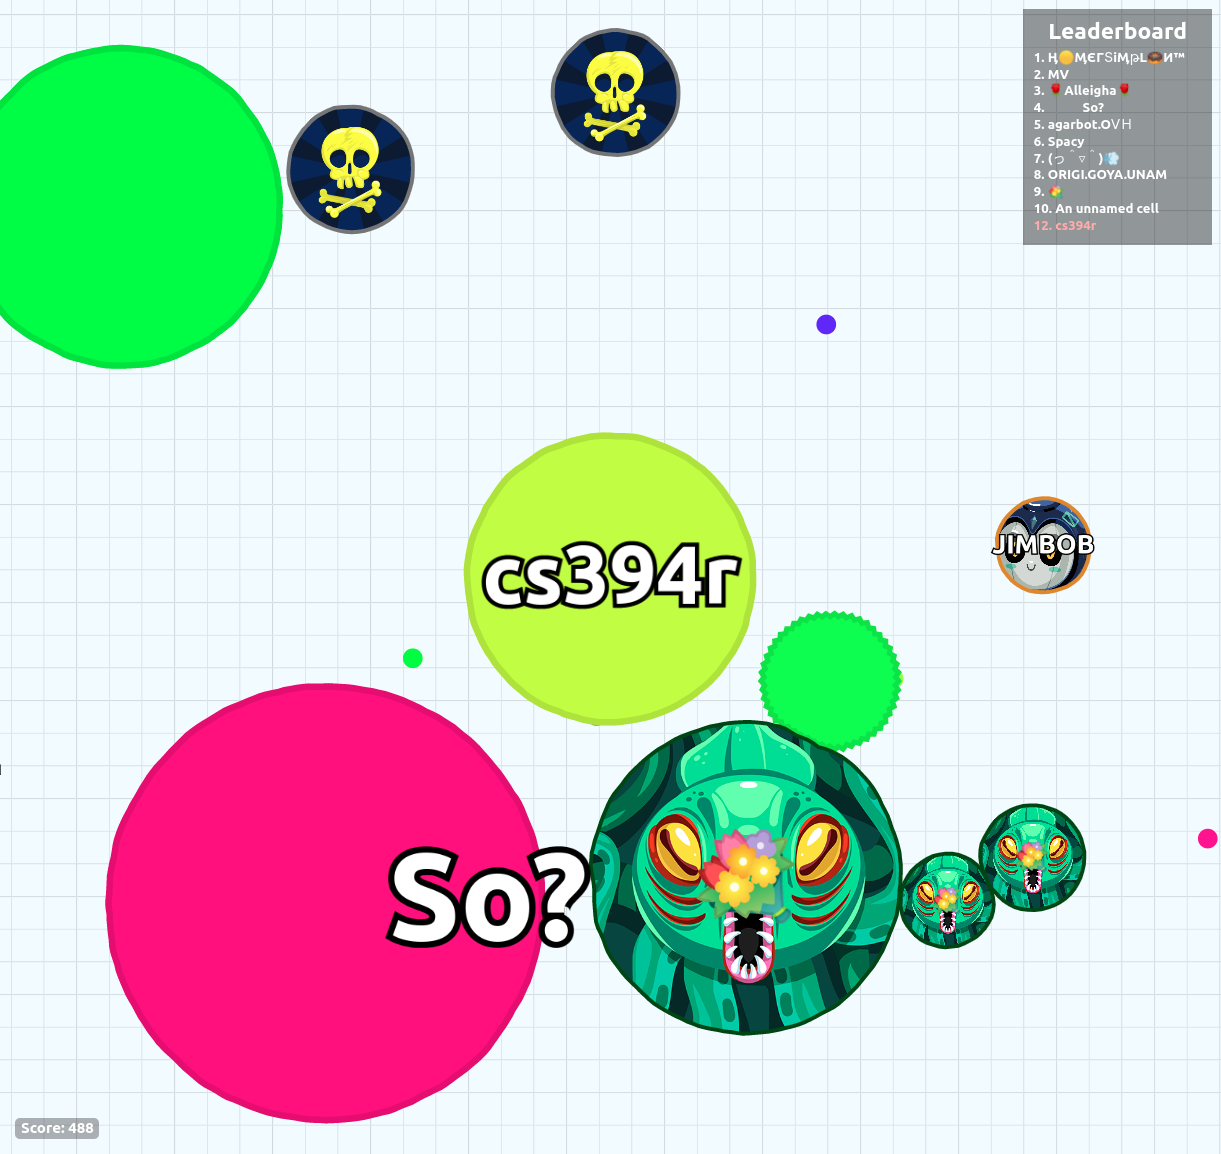 Leaderboard
1. Ң🟡ӍЄГSiӍþL🍩И™
2. MV
3. 🌹Alleigha🌹
4. So?
5. agarbot.OVH
6. Spacy
7. (っ＾▿＾)💨
8. ORIGI.GOYA.UNAM
9. 💐
10. An unnamed cell
12. cs394r
cs394r
JIMBOB
So?
Score: 488